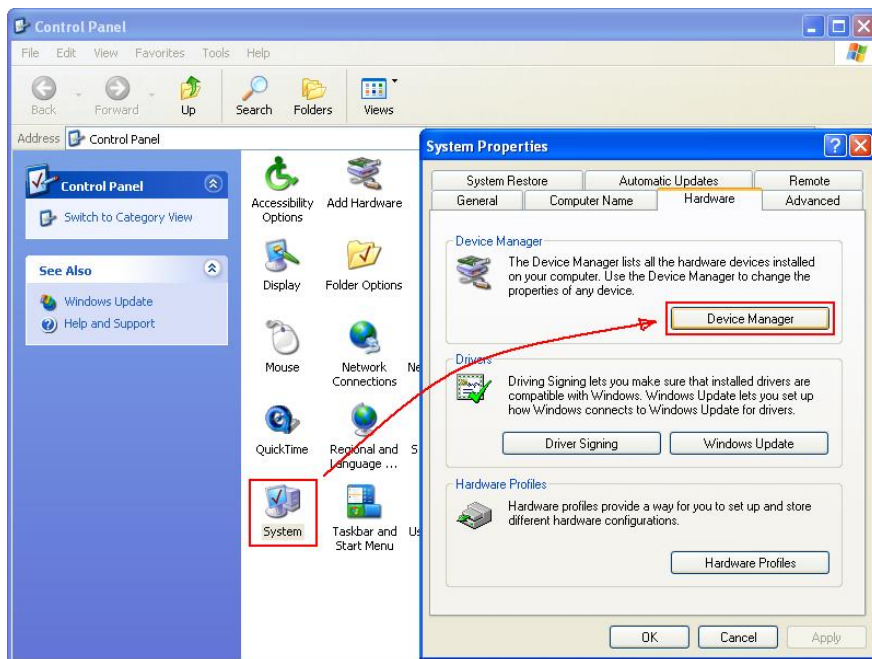 Control Panel
File Edit View Favorites Tools Help
Back Forward Up Search Folders Views
Address Control Panel
Control Panel
Switch to Category View
See Also
Windows Update
Help and Support
Accessibility Options
Add Hardware
Display
Folder Options
Mouse
Network Connections
QuickTime
Regional and Language ...
System
Taskbar and Start Menu
System Properties
System Restore Automatic Updates Remote
General Computer Name Hardware Advanced
Device Manager
The Device Manager lists all the hardware devices installed
on your computer. Use the Device Manager to change the
properties of any device.
Device Manager
Drivers
Driving Signing lets you make sure that installed drivers are
compatible with Windows. Windows Update lets you set up
how Windows connects to Windows Update for drivers.
Driver Signing Windows Update
Hardware Profiles
Hardware profiles provide a way for you to set up and store
different hardware configurations.
Hardware Profiles
OK Cancel Apply